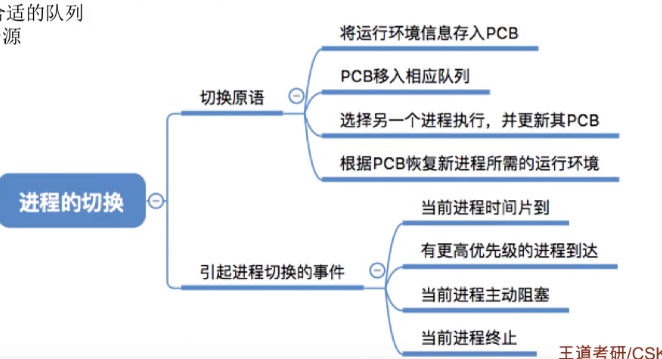 合适的队列
源
将运行环境信息存入PCB
PCB移入相应队列
切换原语
选择另一个进程执行，并更新其PCB
根据PCB恢复新进程所需的运行环境
进程的切换
当前进程时间片到
有更高优先级的进程到达
引起进程切换的事件
当前进程主动阻塞
当前进程终止
王道考研/CSK